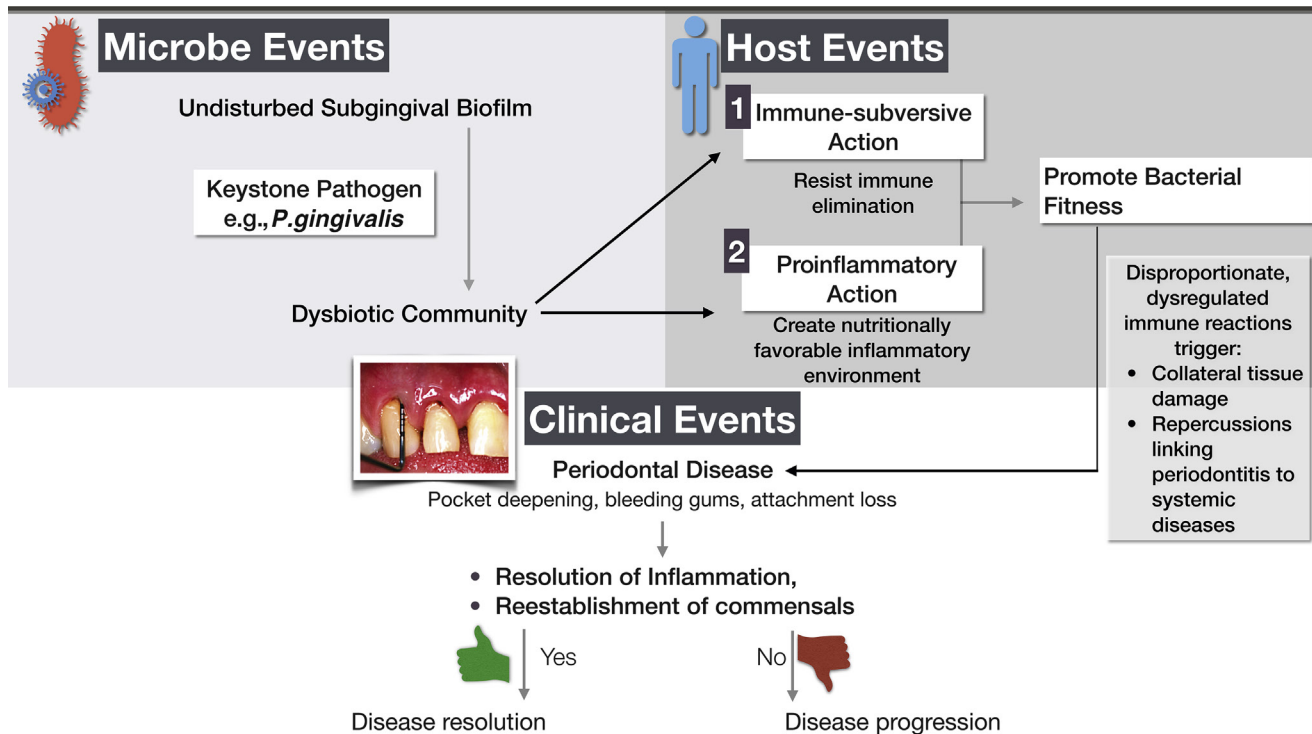 Microbe Events
Undisturbed Subgingival Biofilm
Keystone Pathogen
e.g., P.gingivalis
Dysbiotic Community
Host Events
1
Immune-subversive
Action
Resist immune
elimination
2
Proinflammatory
Action
Create nutritionally
favorable inflammatory
environment
Promote Bacterial
Fitness
Disproportionate,
dysregulated
immune reactions
trigger:
• Collateral tissue
damage
• Repercussions
linking
periodontitis to
systemic
diseases
Clinical Events
Periodontal Disease
Pocket deepening, bleeding gums, attachment loss
• Resolution of Inflammation,
• Reestablishment of commensals
Yes
No
Disease resolution
Disease progression